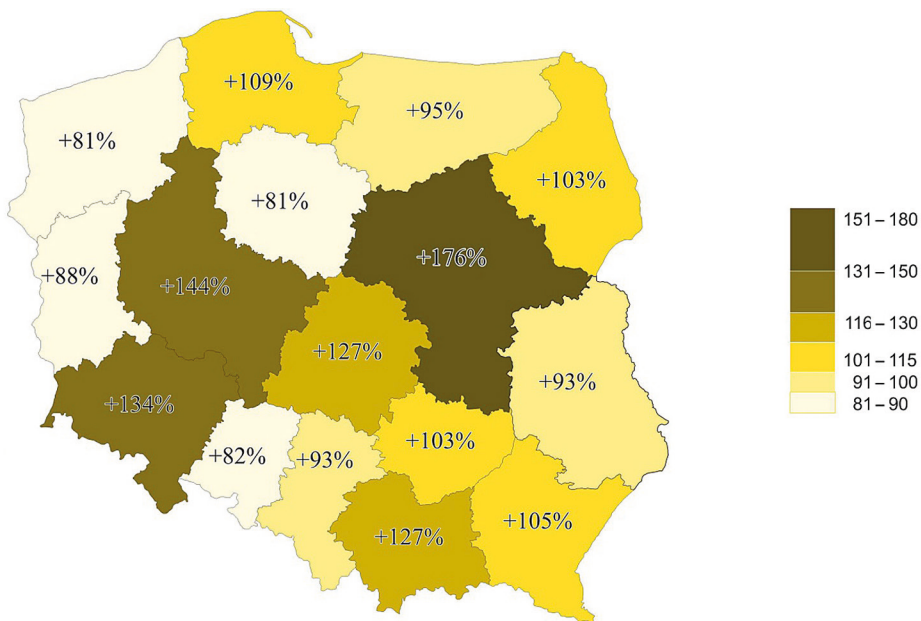 +109%
+95%
+81%
+103%
+81%
+176%
+88%
+144%
+127%
+93%
+134%
+103%
+82%
+93%
+105%
+127%
151 – 180
131 – 150
116 – 130
101 – 115
91 – 100
81 – 90